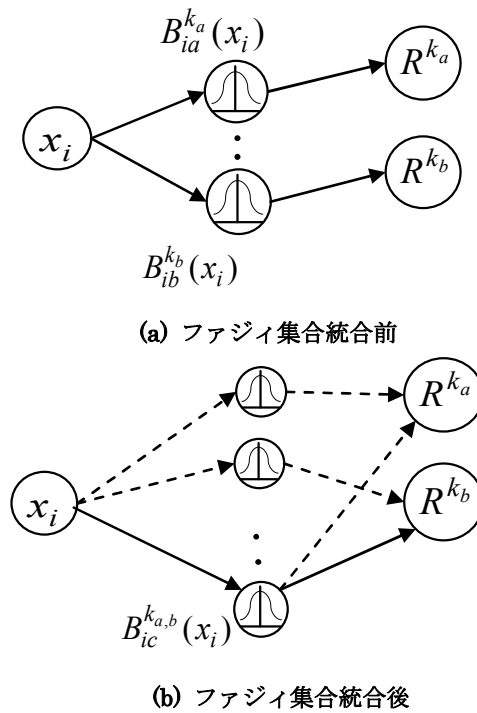 B_{ia}^{k_a}(x_i)
R^{k_a}
x_i
R^{k_b}
B_{ib}^{k_b}(x_i)
(a) ファジィ集合統合前
R^{k_a}
x_i
R^{k_b}
B_{ic}^{k_{a,b}}(x_i)
(b) ファジィ集合統合後